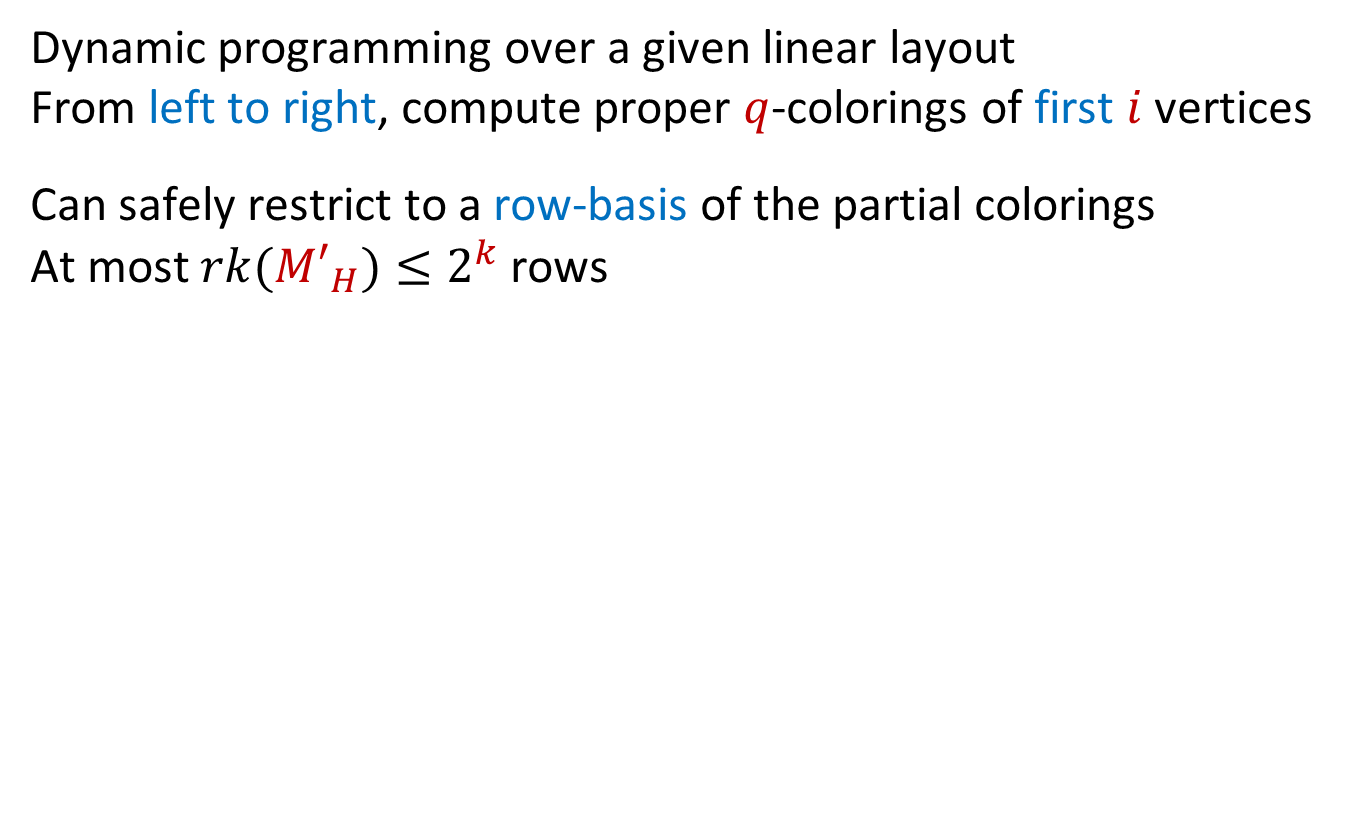 Dynamic programming over a given linear layout
From left to right, compute proper q-colorings of first i vertices
Can safely restrict to a row-basis of the partial colorings
At most rk(M′_H) ≤ 2^k rows